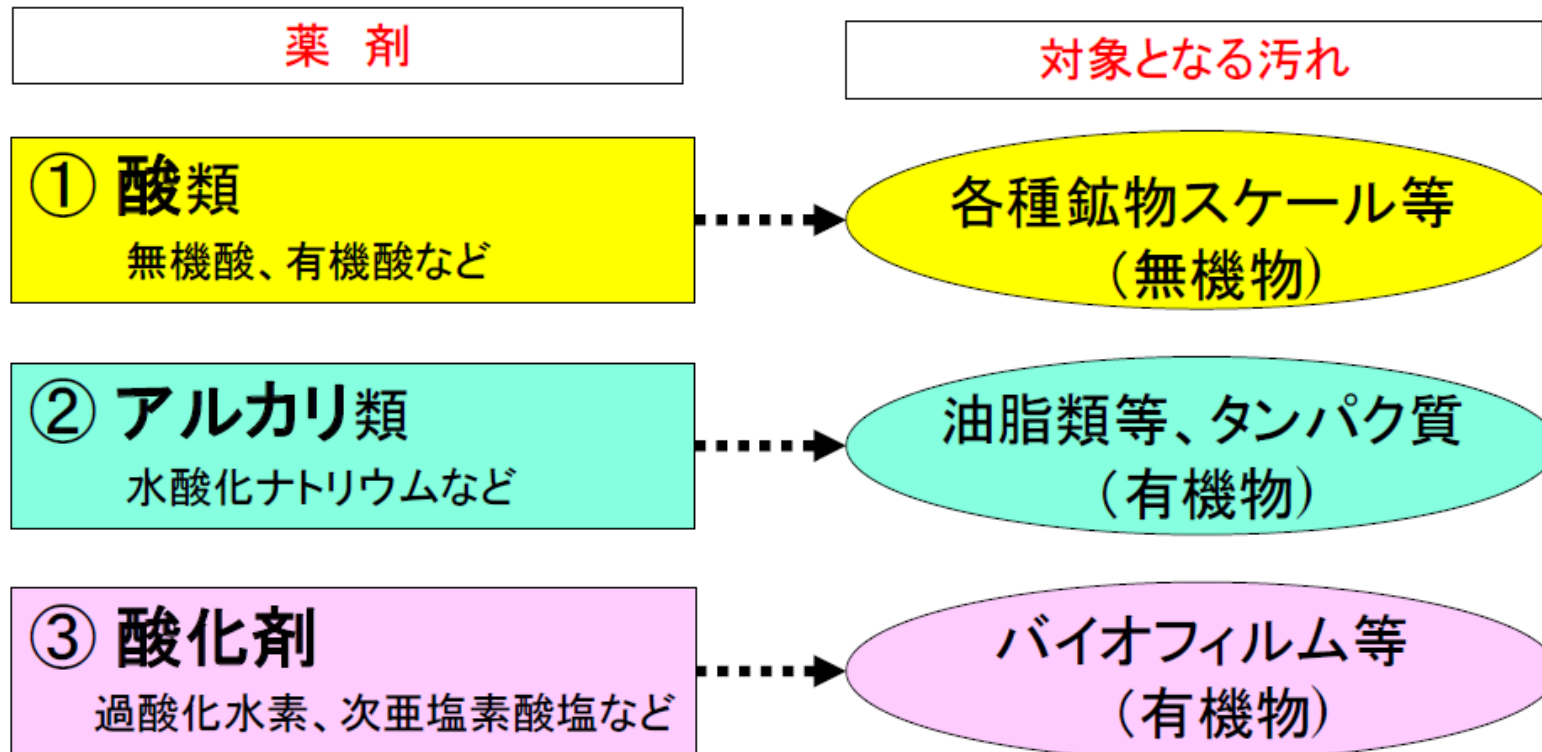 薬 剤
対象となる汚れ
① 酸類
無機酸、有機酸など
各種鉱物スケール等
（無機物)
② アルカリ類
水酸化ナトリウムなど
油脂類等、タンパク質
（有機物)
③ 酸化剤
過酸化水素、次亜塩素酸塩など
バイオフィルム等
（有機物)